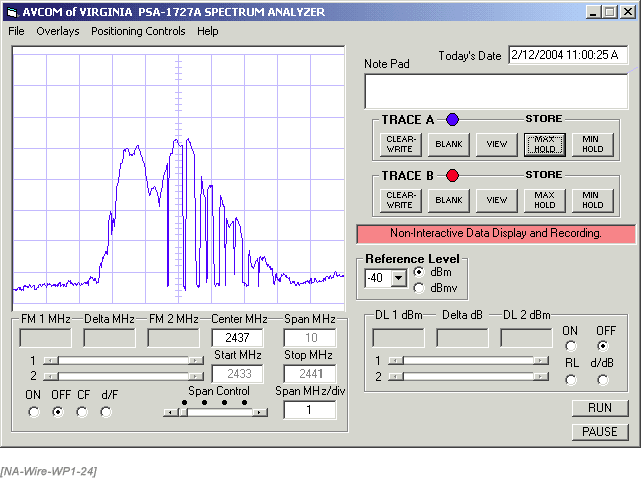 AVCOM of VIRGINIA PSA-1727A SPECTRUM ANALYZER
File Overlays Positioning Controls Help
Today's Date 2/12/2004 11:00:25 A
Note Pad
TRACE A STORE
CLEAR-WRITE BLANK VIEW MAX HOLD MIN HOLD
TRACE B STORE
CLEAR-WRITE BLANK VIEW MAX HOLD MIN HOLD
Non-Interactive Data Display and Recording.
Reference Level
-40 dBm
dBmv
FM 1 MHz Delta MHz FM 2 MHz Center MHz Span MHz
2437 10
Start MHz Stop MHz
1
2 2433 2441
ON OFF CF d/F Span Control Span MHz/div
1
DL 1 dBm Delta dB DL 2 dBm
ON OFF
1 RL d/dB
2
RUN
PAUSE
[NA-Wire-WP1-24]